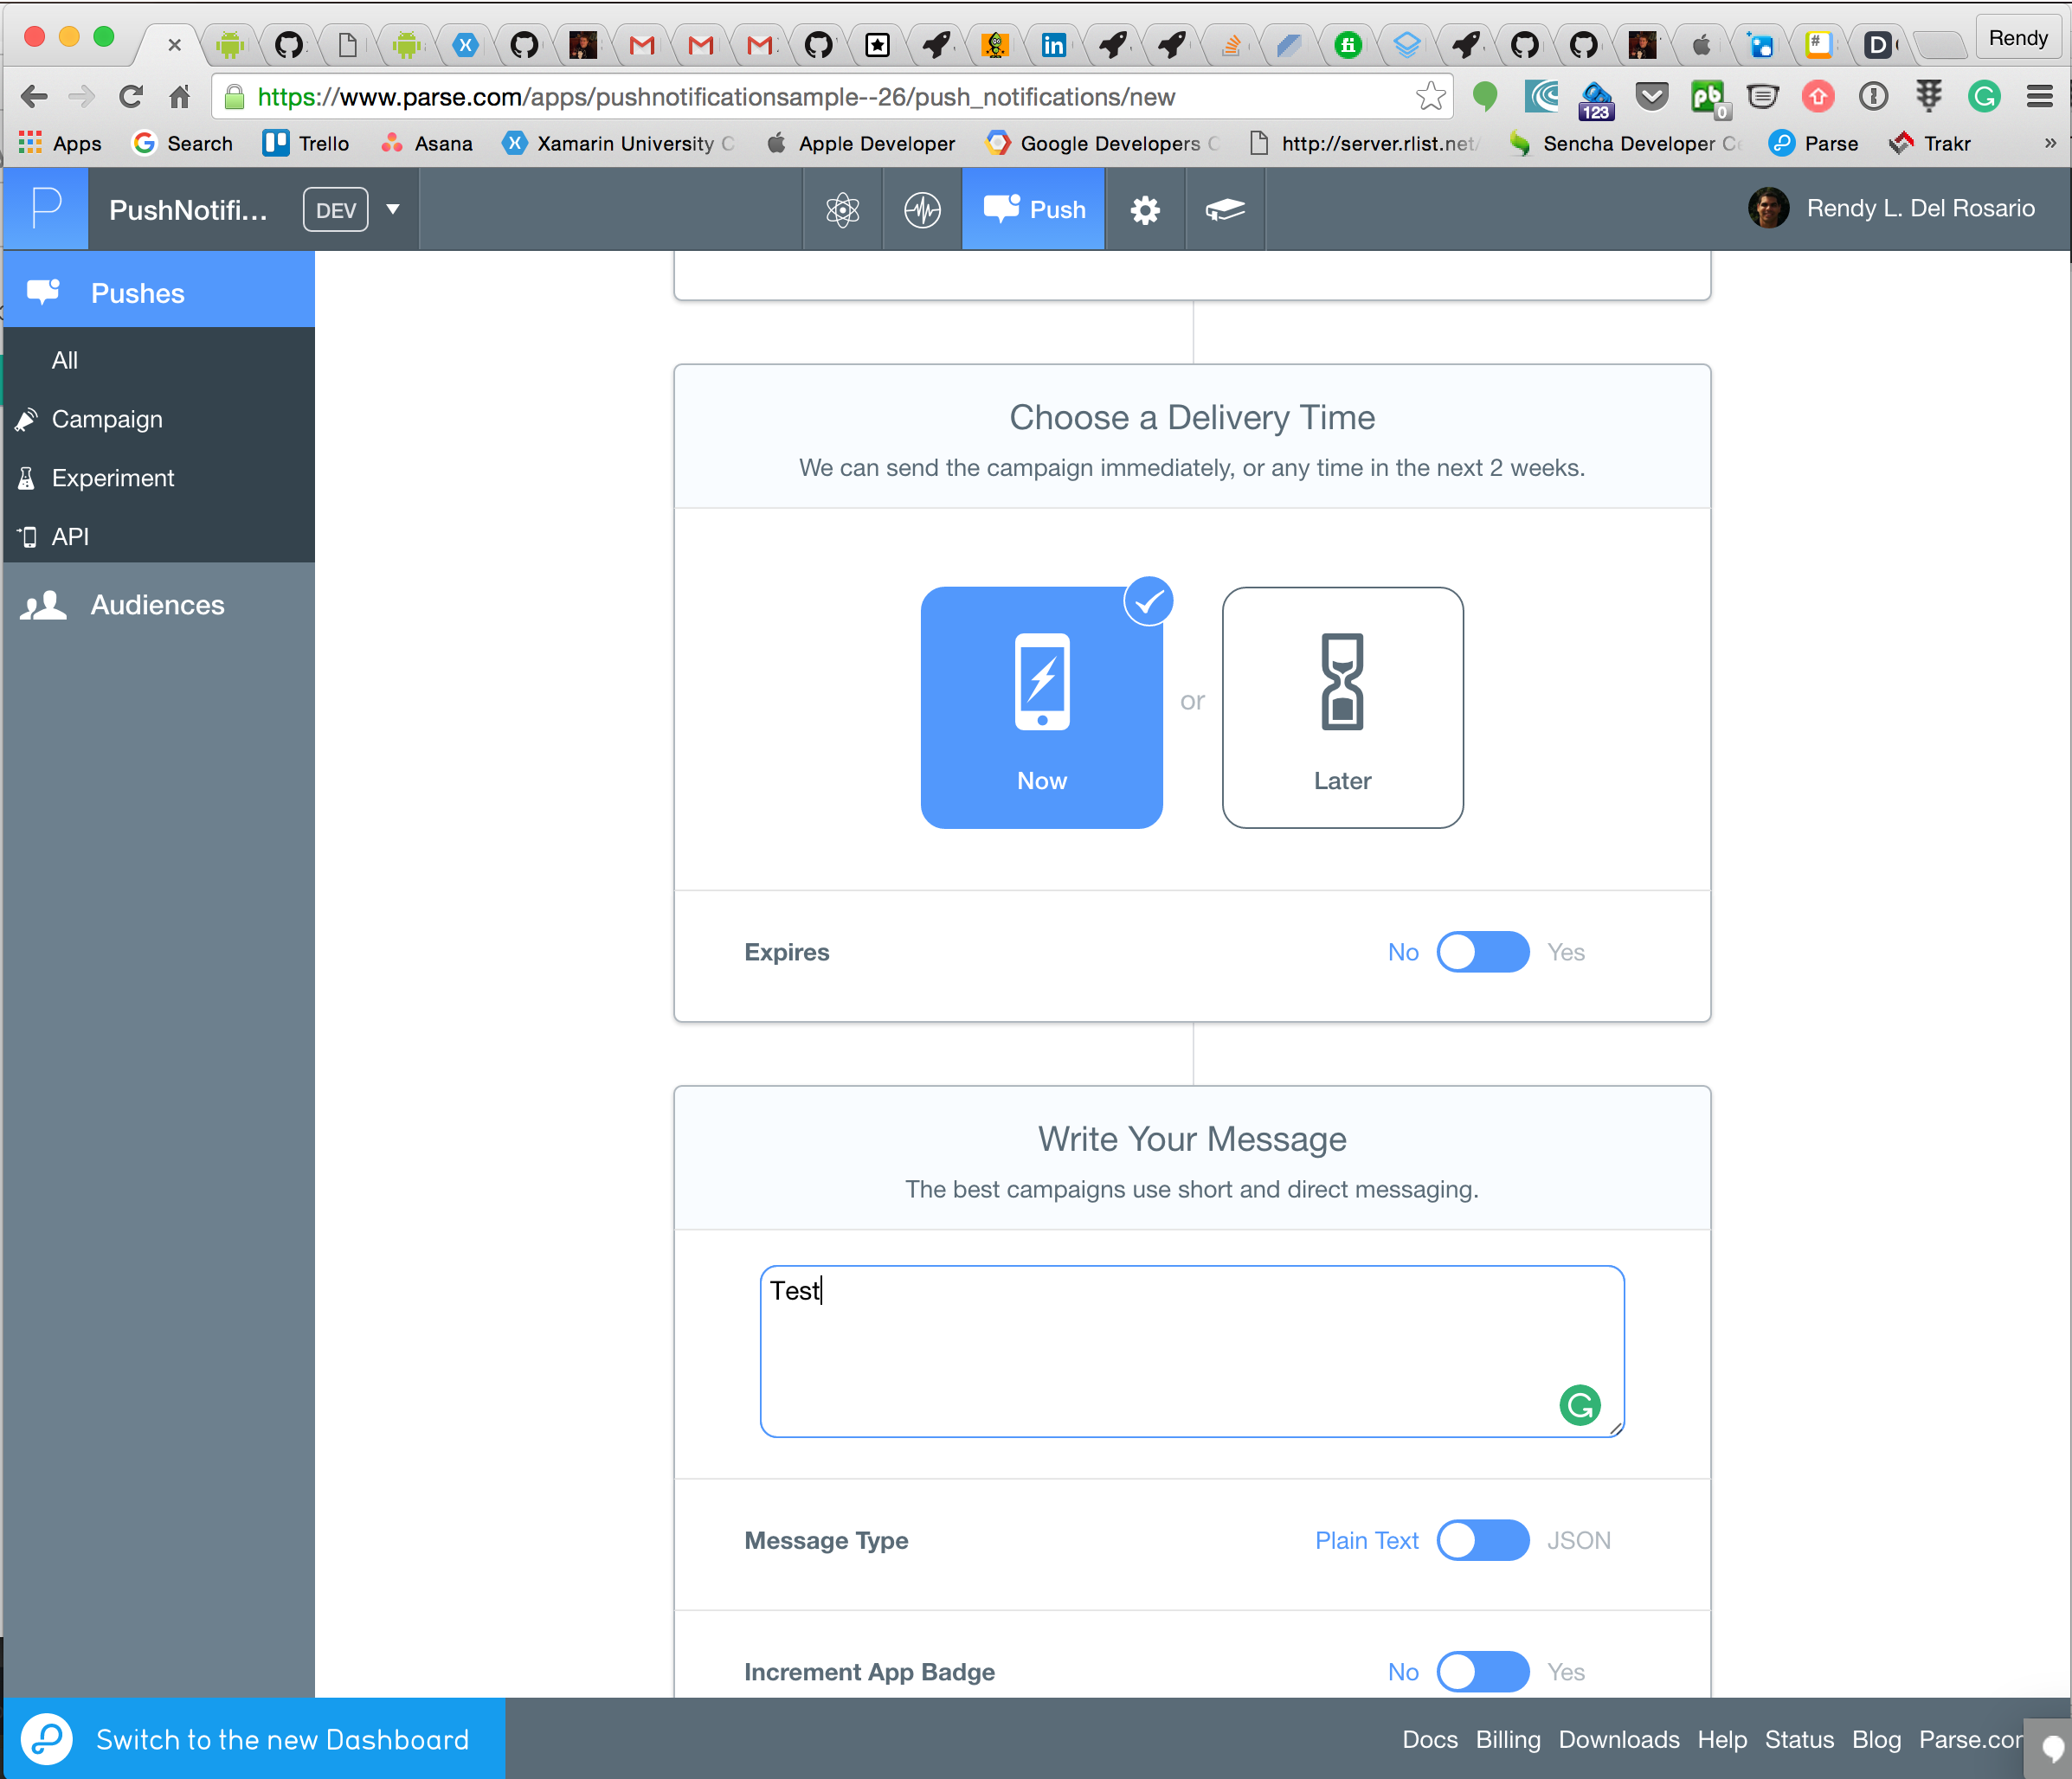 Rendy
https://www.parse.com/apps/pushnotificationsample--26/push_notifications/new
123
pb
0
Apps
Search
Trello
Asana
Xamarin University C
Apple Developer
Google Developers C
http://server.rlist.net/
Sencha Developer Ce
Parse
Trakr
»
P
PushNotifi...
DEV
Push
Rendy L. Del Rosario
Pushes
All
Campaign
Experiment
API
Audiences
Choose a Delivery Time
We can send the campaign immediately, or any time in the next 2 weeks.
Now
or
Later
Expires
No
Yes
Write Your Message
The best campaigns use short and direct messaging.
Test
Message Type
Plain Text
JSON
Increment App Badge
No
Yes
Switch to the new Dashboard
Docs
Billing
Downloads
Help
Status
Blog
Parse.cor